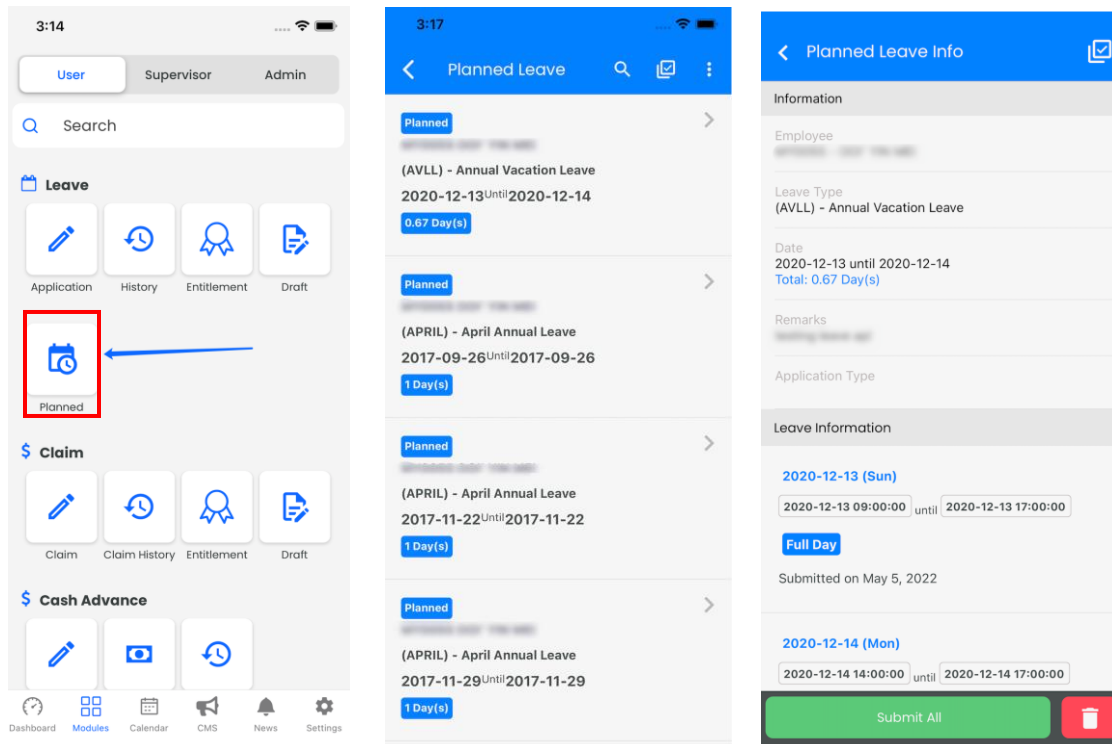 3:14
User Supervisor Admin
Search
Leave
Application History Entitlement Draft
Planned
$ Claim
Claim Claim History Entitlement Draft
$ Cash Advance
Dashboard Modules Calendar CMS News Settings
3:17
Planned Leave
Planned
(AVLL) - Annual Vacation Leave
2020-12-13Until2020-12-14
0.67 Day(s)
Planned
(APRIL) - April Annual Leave
2017-09-26Until2017-09-26
1 Day(s)
Planned
(APRIL) - April Annual Leave
2017-11-22Until2017-11-22
1 Day(s)
Planned
(APRIL) - April Annual Leave
2017-11-29Until2017-11-29
1 Day(s)
Planned Leave Info
Information
Employee
Leave Type
(AVLL) - Annual Vacation Leave
Date
2020-12-13 until 2020-12-14
Total: 0.67 Day(s)
Remarks
Application Type
Leave Information
2020-12-13 (Sun)
2020-12-13 09:00:00 until 2020-12-13 17:00:00
Full Day
Submitted on May 5, 2022
2020-12-14 (Mon)
2020-12-14 14:00:00 until 2020-12-14 17:00:00
Submit All